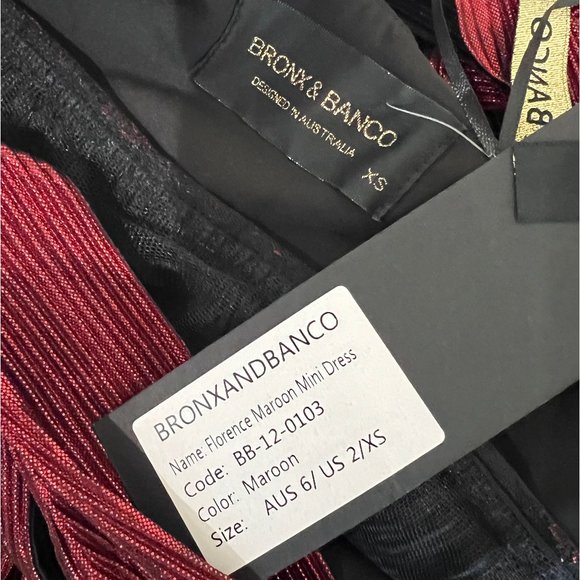 BRONX & BANCO
DESIGNED IN AUSTRALIA
XS
BANCO
BRONXANDBANCO
Name: Florence Maroon Mini Dress
Code: BB-12-0103
Color: Maroon
Size: AUS 6/ US 2/XS